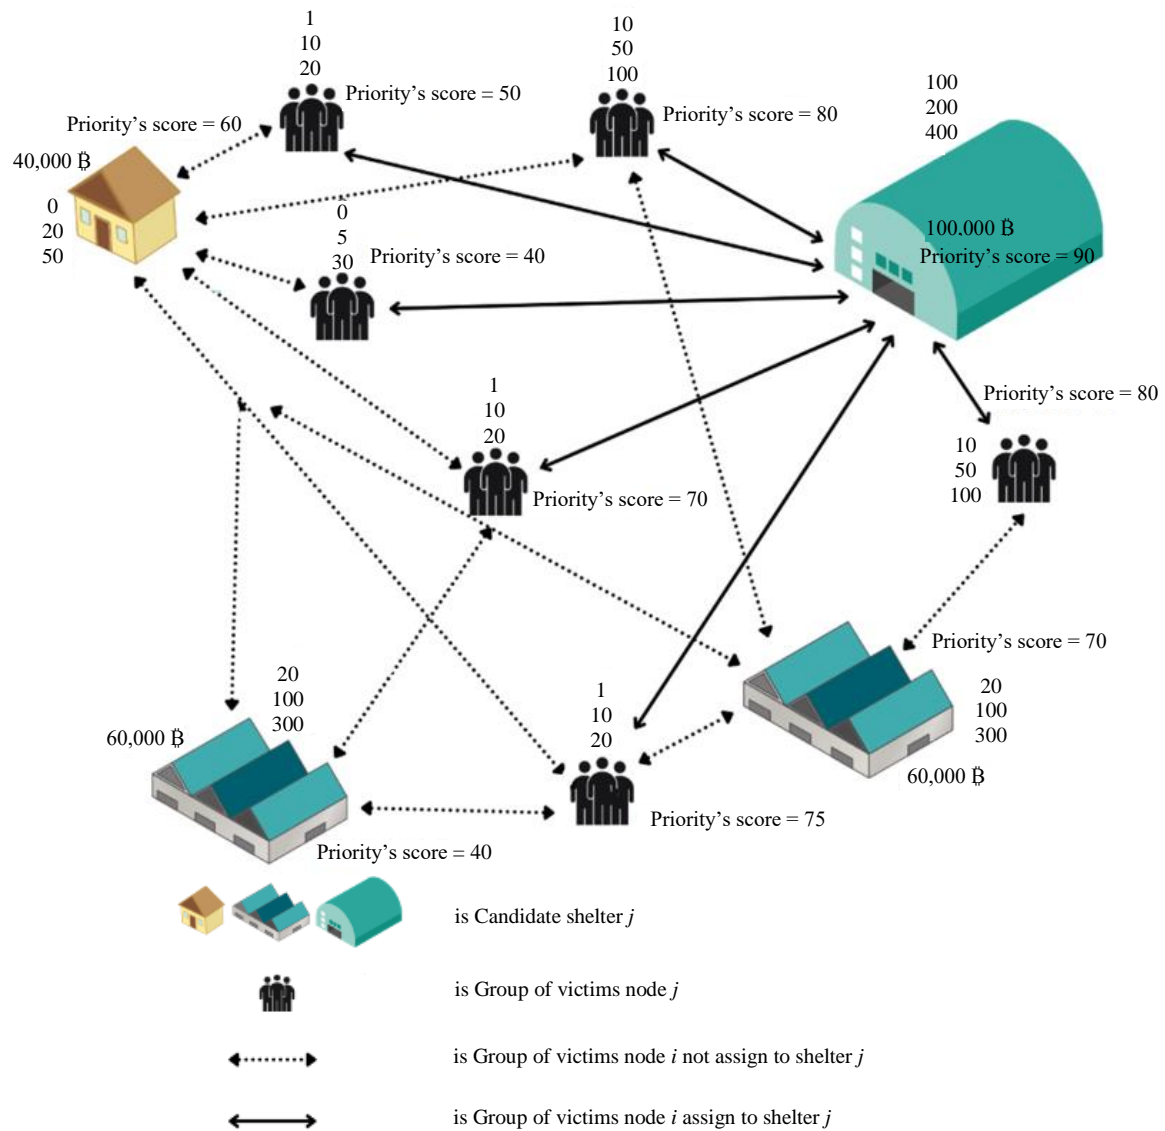 1
10
20
Priority’s score = 50
10
50
100
Priority’s score = 80
100
200
400
Priority’s score = 60
40,000 ₿
0
20
50
0
5
30
Priority’s score = 40
100.000 ₿
Priority’s score = 90
1
10
20
Priority’s score = 70
Priority’s score = 80
10
50
100
Priority’s score = 70
20
100
300
60,000 ₿
20
100
300
60,000 ₿
Priority’s score = 40
1
10
20
Priority’s score = 75
is Candidate shelter j
is Group of victims node j
is Group of victims node i not assign to shelter j
is Group of victims node i assign to shelter j